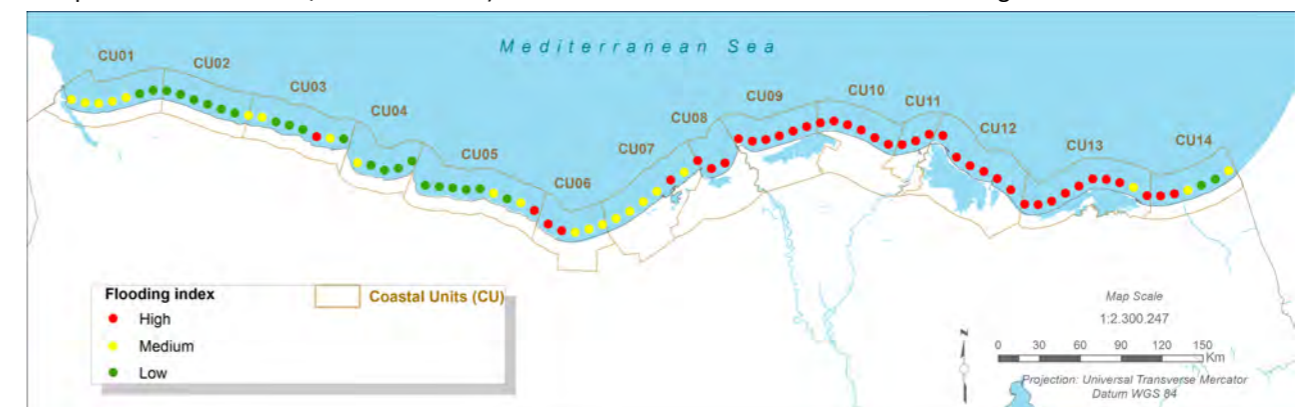 Mediterranean Sea
CU01
CU02
CU03
CU04
CU05
CU06
CU07
CU08
CU09
CU10
CU11
CU12
CU13
CU14
Flooding index
High
Medium
Low
Coastal Units (CU)
Map Scale
1:2.300.247
N
0 30 60 90 120 150
Km
Projection: Universal Transverse Mercator
Datum WGS 84